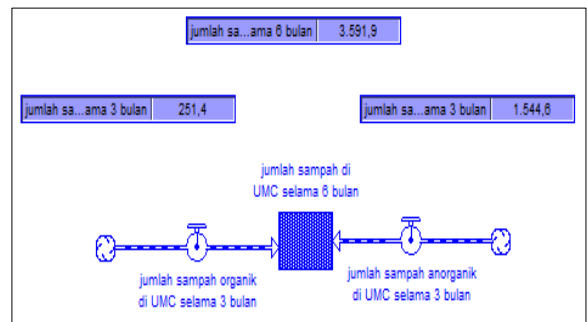 jumlah sa...ama 6 bulan 3.591,9
jumlah sa...ama 3 bulan 251,4
jumlah sa...ama 3 bulan 1.544,6
jumlah sampah di
UMC selama 6 bulan
jumlah sampah organik
di UMC selama 3 bulan
jumlah sampah anorganik
di UMC selama 3 bulan